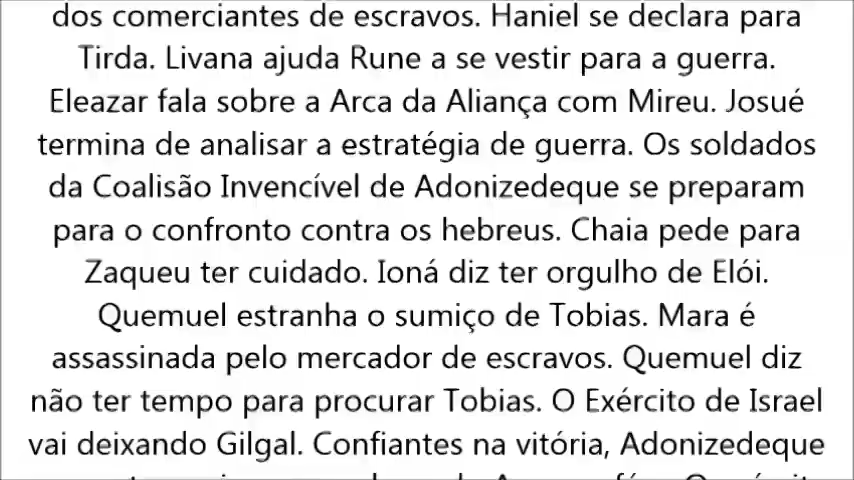 dos comerciantes de escravos. Haniel se declara para
Tirda. Livana ajuda Rune a se vestir para a guerra.
Eleazar fala sobre a Arca da Aliança com Mireu. Josué
termina de analisar a estratégia de guerra. Os soldados
da Coalisão Invencível de Adonizedeque se preparam
para o confronto contra os hebreus. Chaia pede para
Zaqueu ter cuidado. Ioná diz ter orgulho de Elói.
Quemuel estranha o sumiço de Tobias. Mara é
assassinada pelo mercador de escravos. Quemuel diz
não ter tempo para procurar Tobias. O Exército de Israel
vai deixando Gilgal. Confiantes na vitória, Adonizedeque